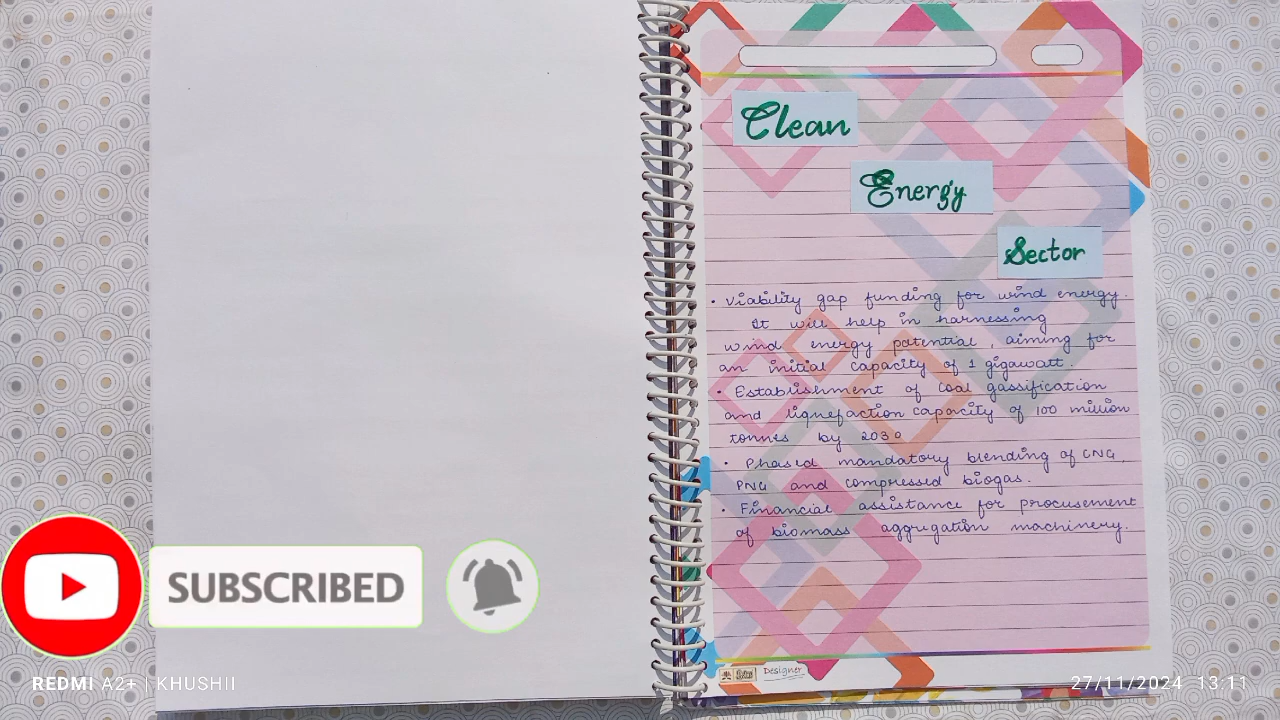 Clean
Energy
Sector
• Viability gap funding for wind energy.
It will help in harnessing
wind energy potential, aiming for
an initial capacity of 1 gigawatt
• Establishment of coal gassification
and liquefaction capacity of 100 million
tonnes by 2030
• Phased mandatory blending of CNG,
PNG and compressed biogas.
• Financial assistance for procusement
of biomass aggregation machinery.
Designer
SUBSCRIBED
REDMI A2+ | KHUSHII
27/11/2024 13:11